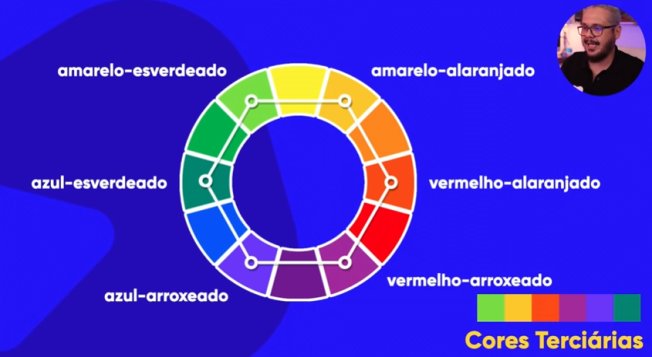 amarelo-esverdeado
amarelo-alaranjado
azul-esverdeado
vermelho-alaranjado
azul-arroxeado
vermelho-arroxeado
Cores Terciárias